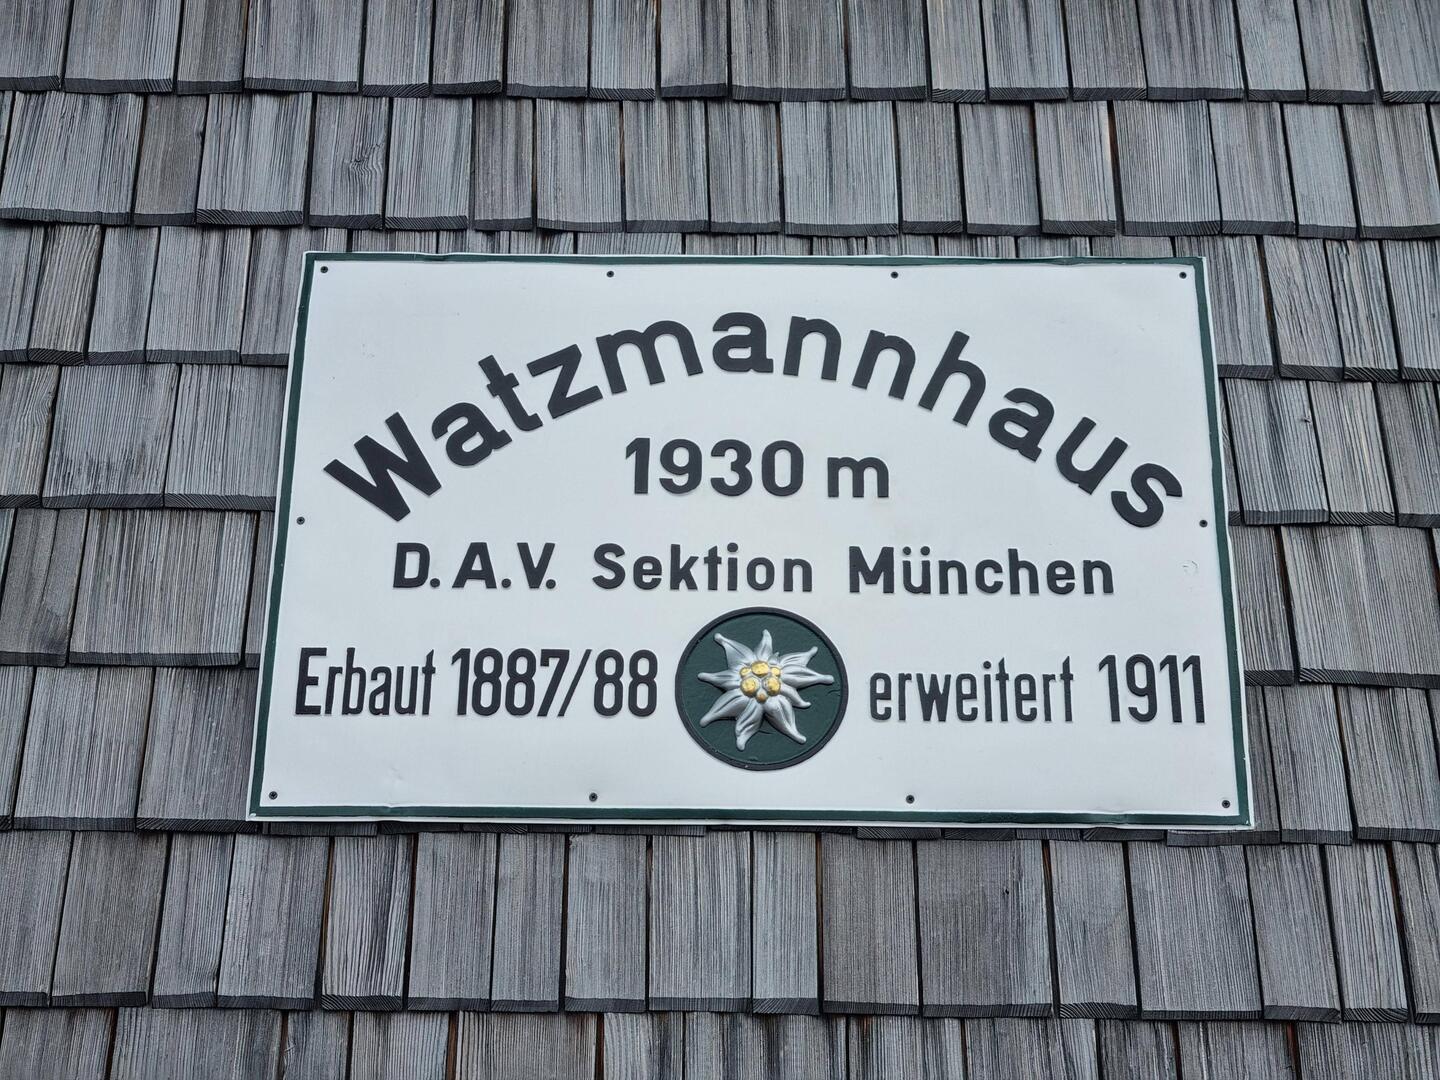 Watzmannhaus
1930 m
D.A.V. Sektion München
Erbaut 1887/88 erweitert 1911